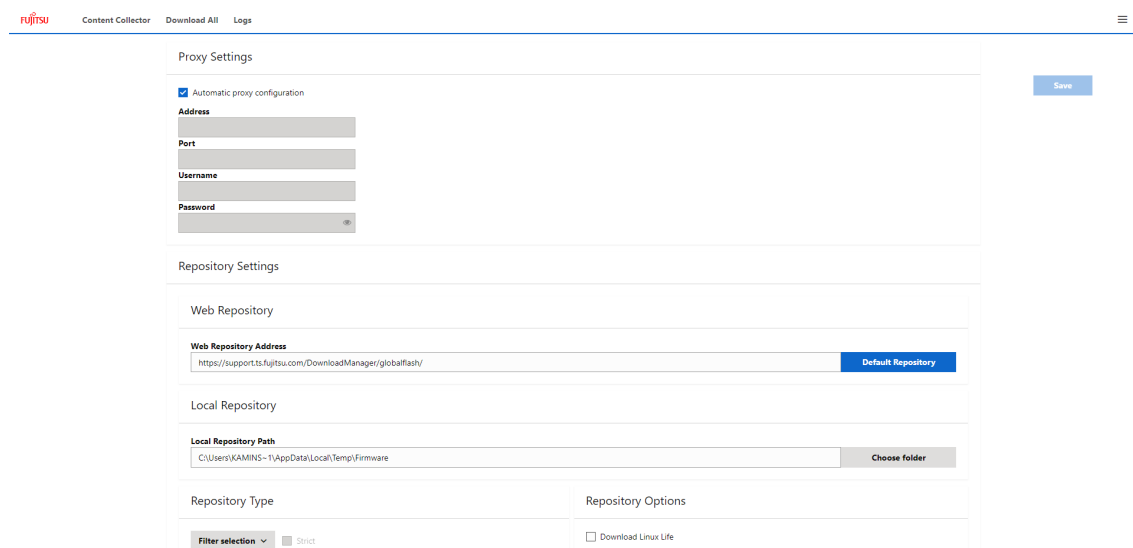 FUJITSU Content Collector Download All Logs
Proxy Settings
Save
Automatic proxy configuration
Address
Port
Username
Password
Repository Settings
Web Repository
Web Repository Address
https://support.ts.fujitsu.com/DownloadManager/globalflash/ Default Repository
Local Repository
Local Repository Path
C:\Users\KAMINS~1\AppData\Local\Temp\Firmware Choose folder
Repository Type Repository Options
Filter selection Strict Download Linux Life